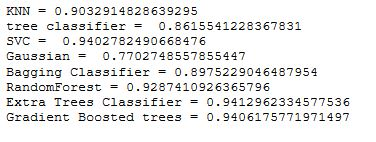 KNN = 0.9032914828639295
tree classifier =  0.8615541228367831
SVC =  0.9402782490668476
Gaussian =  0.7702748557855447
Bagging Classifier = 0.8975229046487954
RandomForest = 0.9287410926365796
Extra Trees Classifier = 0.9412962334577536
Gradient Boosted trees = 0.9406175771971497